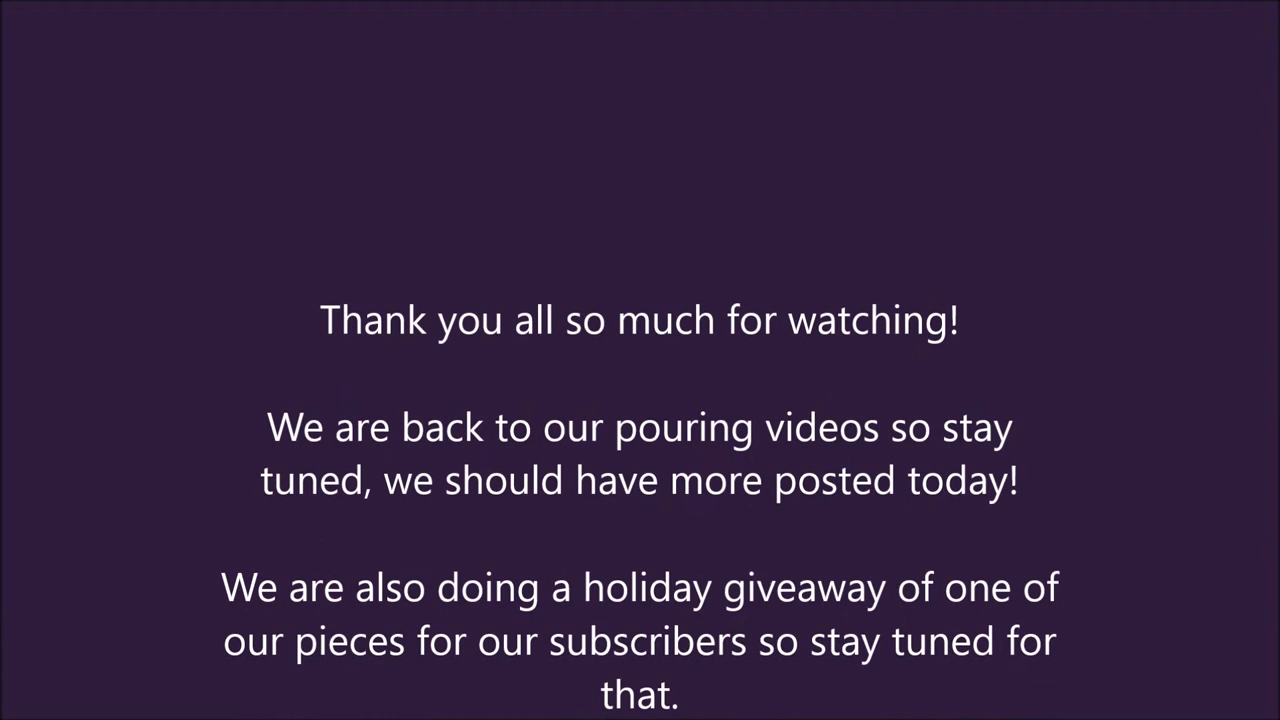 Thank you all so much for watching!
We are back to our pouring videos so stay
tuned, we should have more posted today!
We are also doing a holiday giveaway of one of
our pieces for our subscribers so stay tuned for
that.